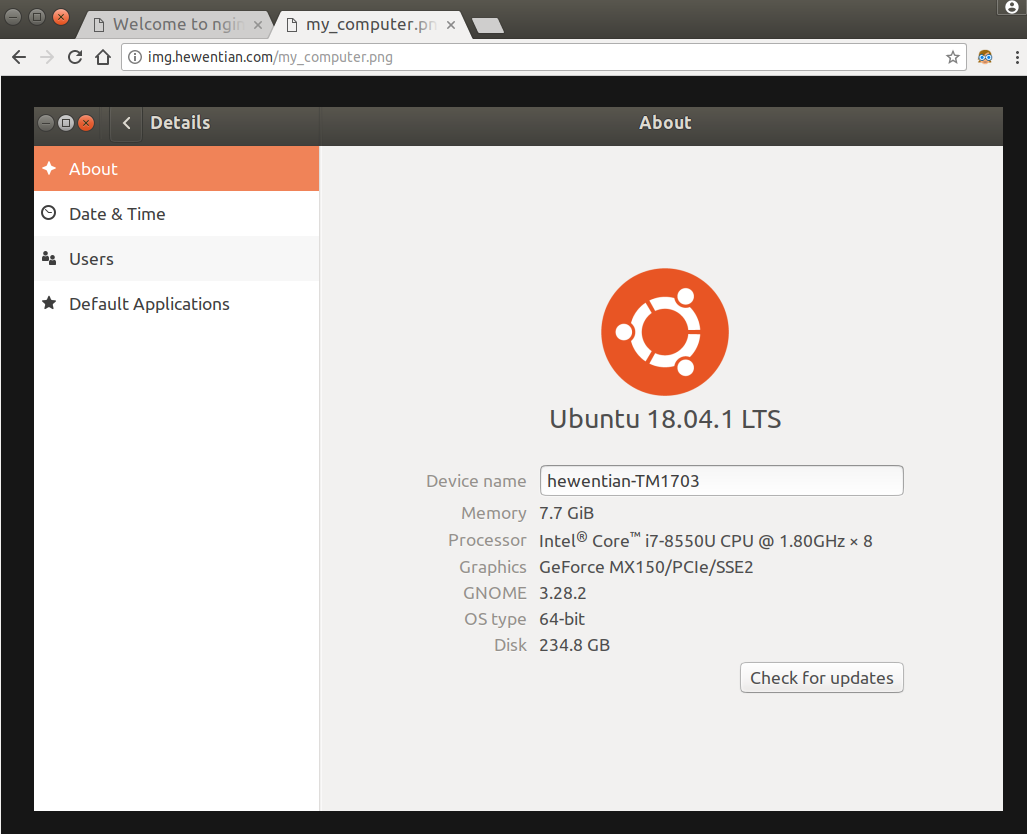 Welcome to ngin
my_computer.pn
img.hewentian.com/my_computer.png
Details
About
About
Date & Time
Users
Default Applications
Ubuntu 18.04.1 LTS
Device name hewentian-TM1703
Memory 7.7 GiB
Processor Intel® Core™ i7-8550U CPU @ 1.80GHz × 8
Graphics GeForce MX150/PCIe/SSE2
GNOME 3.28.2
OS type 64-bit
Disk 234.8 GB
Check for updates